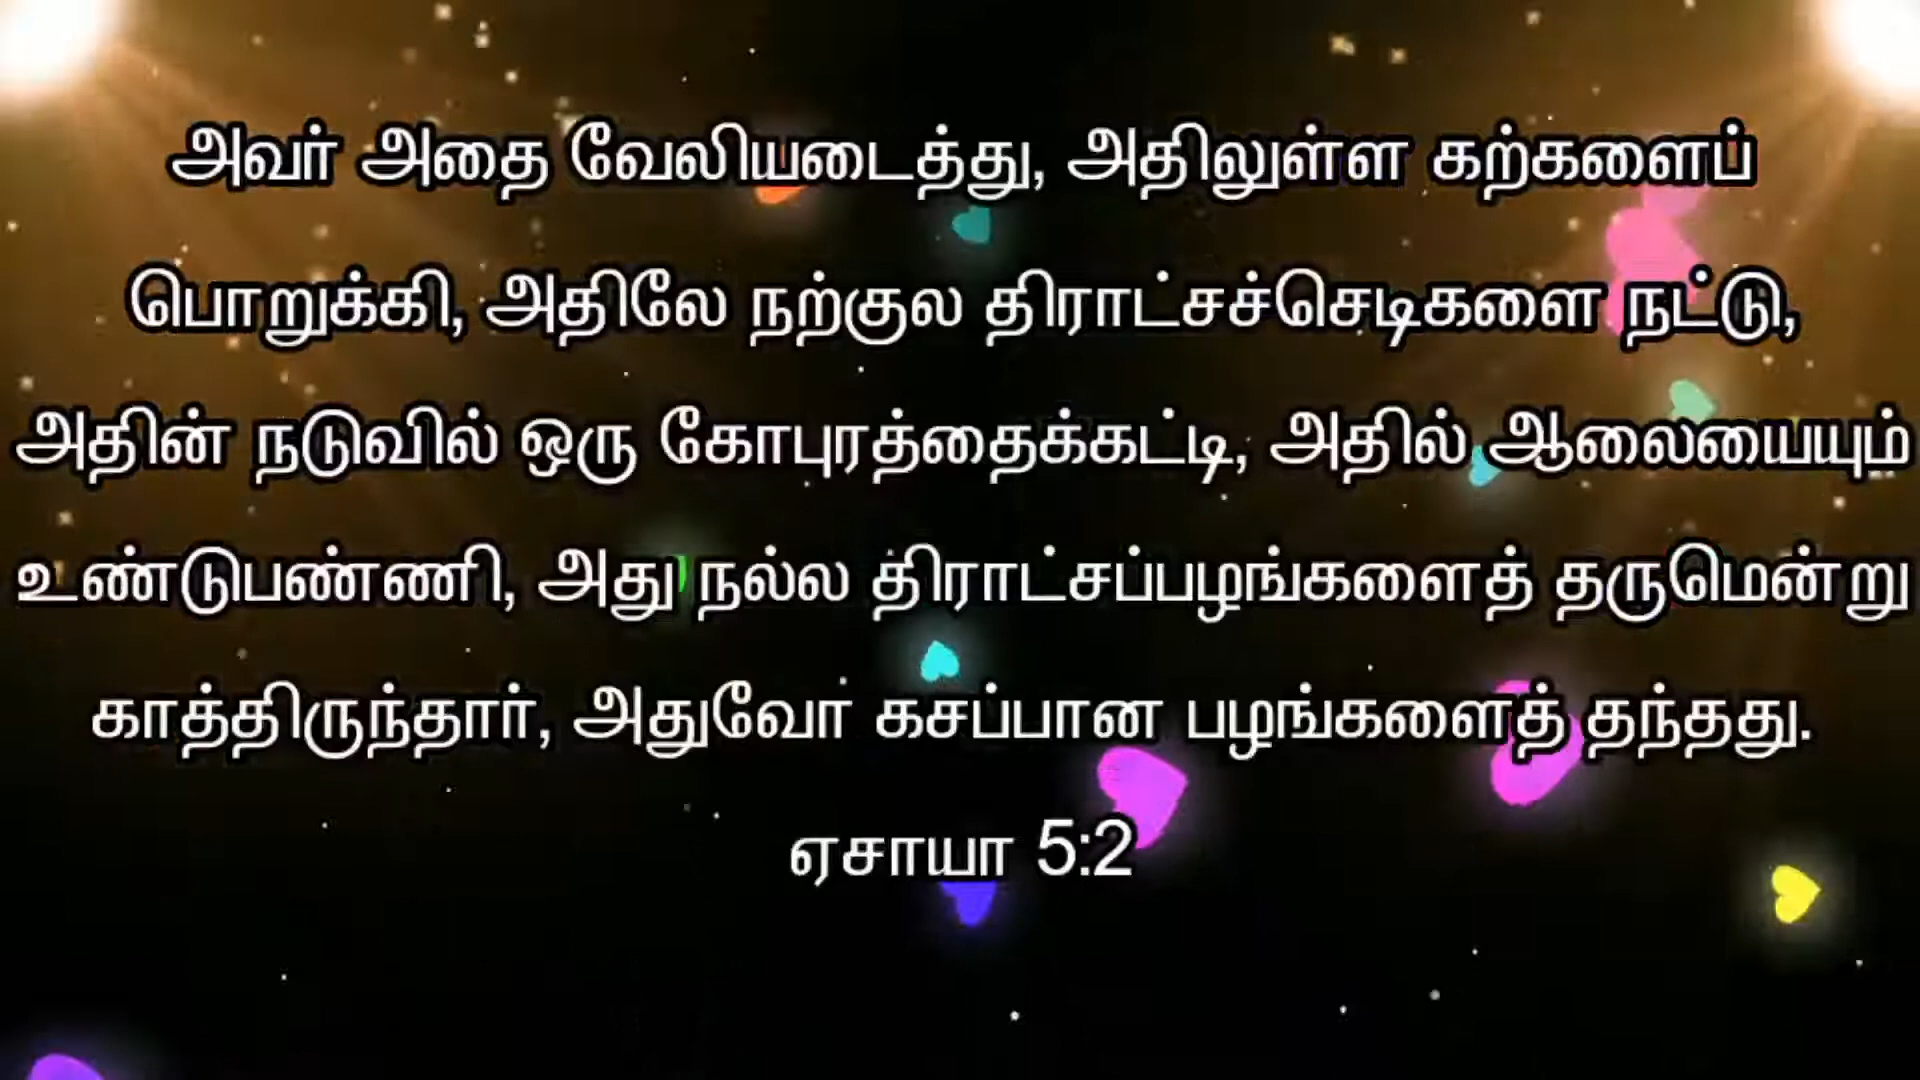 அவர் அதை வேலியடைத்து, அதிலுள்ள கற்களைப்
பொறுக்கி, அதிலே நற்குல திராட்சச்செடிகளை நட்டு,
அதின் நடுவில் ஒரு கோபுரத்தைக்கட்டி, அதில் ஆலையையும்
உண்டுபண்ணி, அது நல்ல திராட்சப்பழங்களைத் தருமென்று
காத்திருந்தார், அதுவோ கசப்பான பழங்களைத் தந்தது.
ஏசாயா 5:2